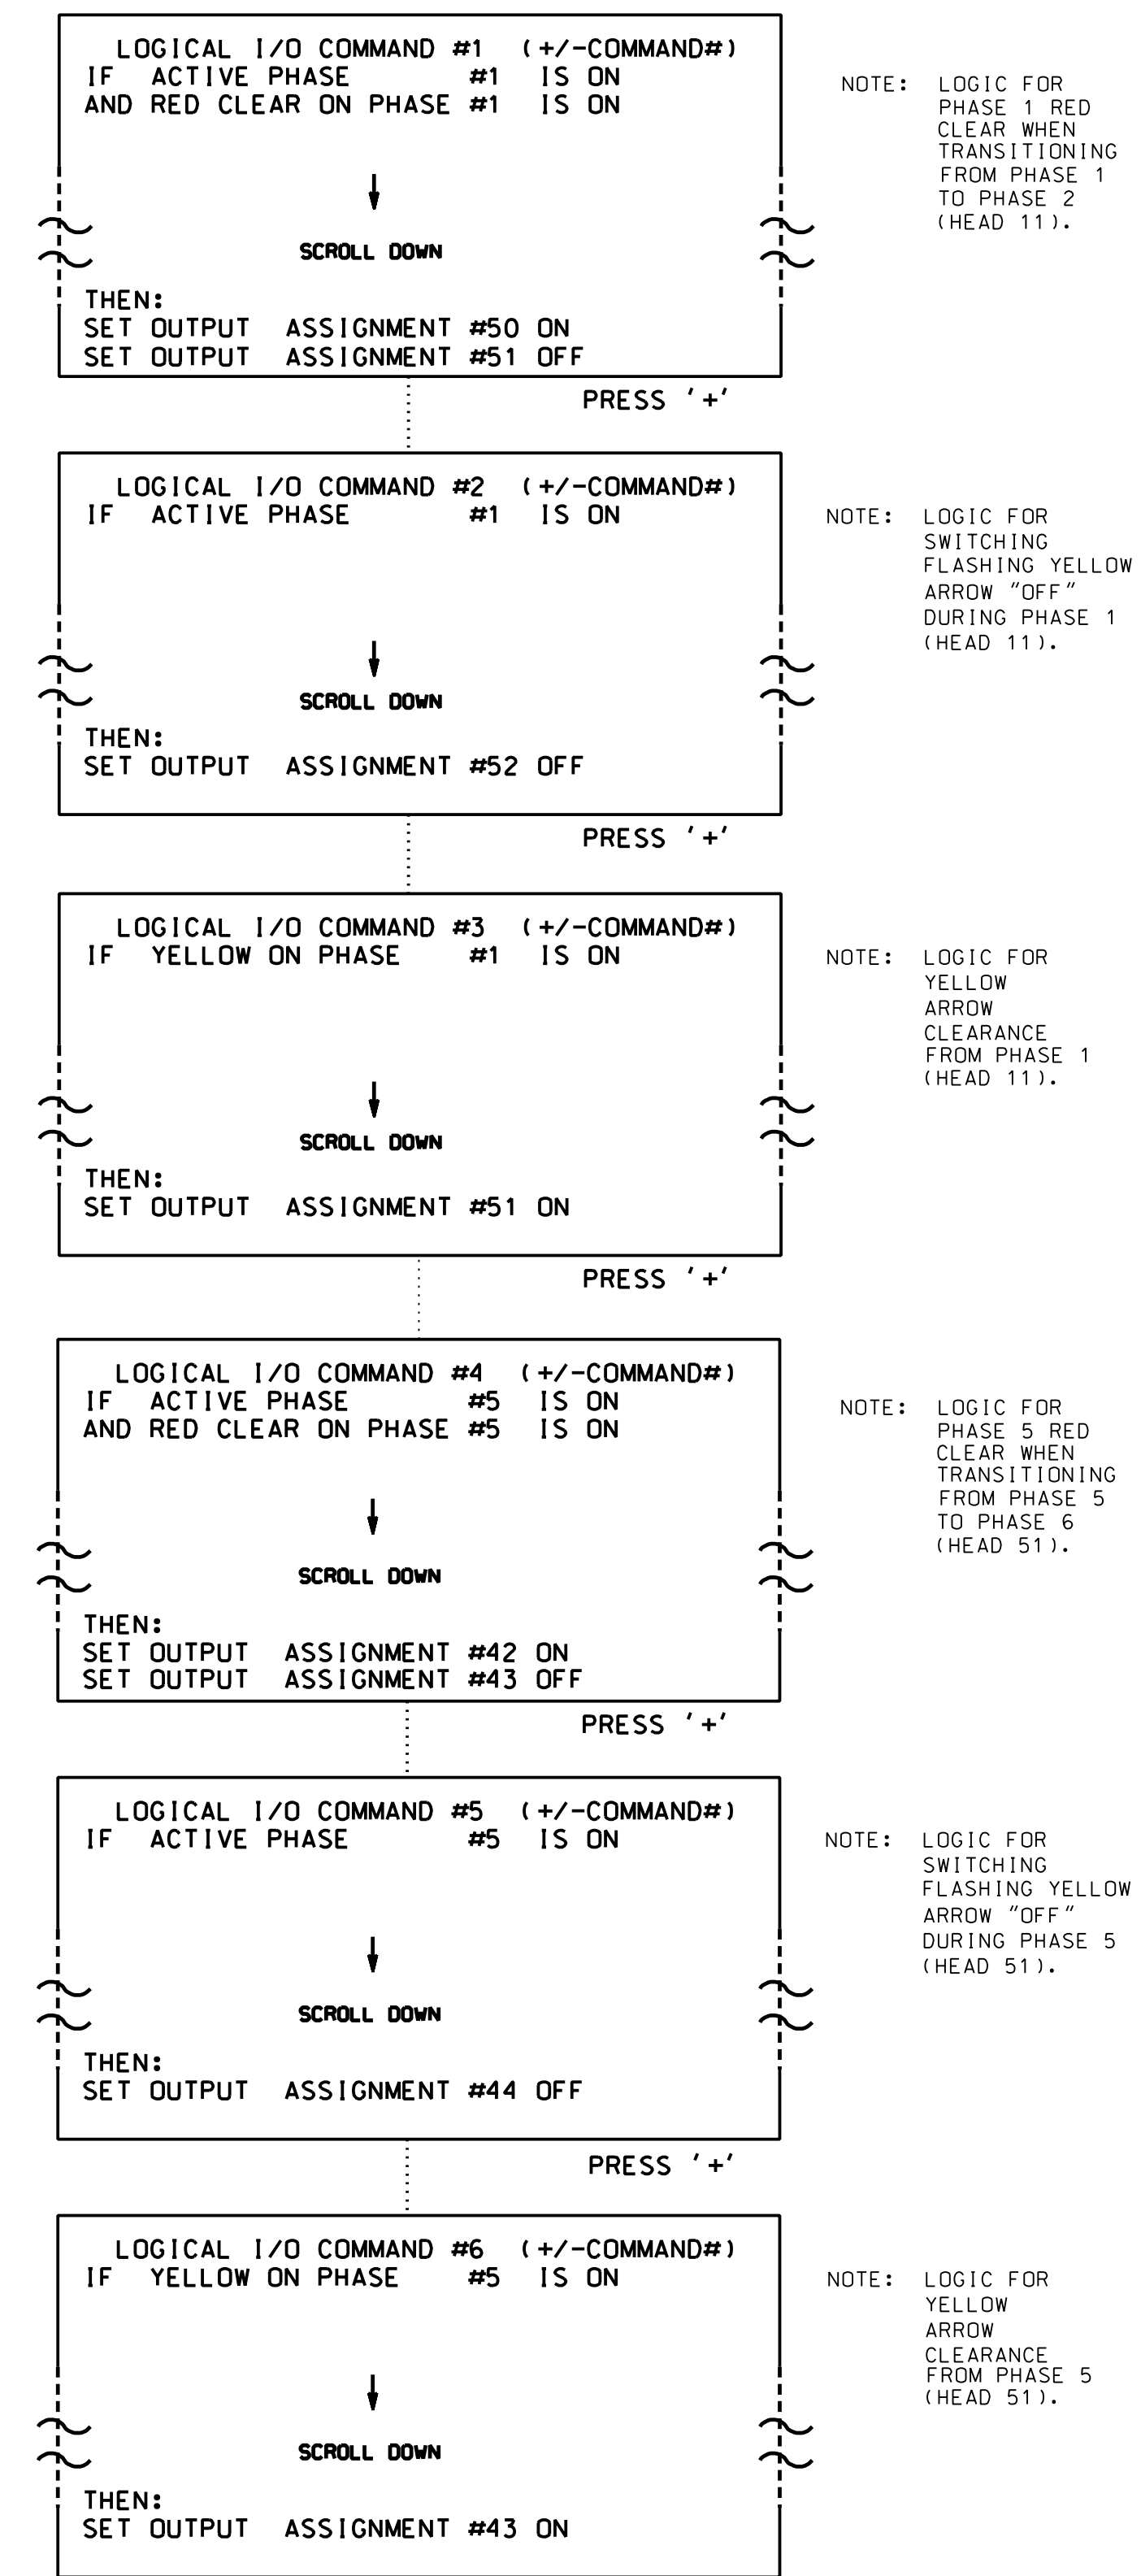 LOGICAL I/O COMMAND #1 (+/-COMMAND#)
IF ACTIVE PHASE #1 IS ON
AND RED CLEAR ON PHASE #1 IS ON
SCROLL DOWN
THEN:
SET OUTPUT ASSIGNMENT #50 ON
SET OUTPUT ASSIGNMENT #51 OFF
NOTE: LOGIC FOR
PHASE 1 RED
CLEAR WHEN
TRANSITIONING
FROM PHASE 1
TO PHASE 2
(HEAD 11).
PRESS '+'
LOGICAL I/O COMMAND #2 (+/-COMMAND#)
IF ACTIVE PHASE #1 IS ON
SCROLL DOWN
THEN:
SET OUTPUT ASSIGNMENT #52 OFF
NOTE: LOGIC FOR
SWITCHING
FLASHING YELLOW
ARROW "OFF"
DURING PHASE 1
(HEAD 11).
PRESS '+'
LOGICAL I/O COMMAND #3 (+/-COMMAND#)
IF YELLOW ON PHASE #1 IS ON
SCROLL DOWN
THEN:
SET OUTPUT ASSIGNMENT #51 ON
NOTE: LOGIC FOR
YELLOW
ARROW
CLEARANCE
FROM PHASE 1
(HEAD 11).
PRESS '+'
LOGICAL I/O COMMAND #4 (+/-COMMAND#)
IF ACTIVE PHASE #5 IS ON
AND RED CLEAR ON PHASE #5 IS ON
SCROLL DOWN
THEN:
SET OUTPUT ASSIGNMENT #42 ON
SET OUTPUT ASSIGNMENT #43 OFF
NOTE: LOGIC FOR
PHASE 5 RED
CLEAR WHEN
TRANSITIONING
FROM PHASE 5
TO PHASE 6
(HEAD 51).
PRESS '+'
LOGICAL I/O COMMAND #5 (+/-COMMAND#)
IF ACTIVE PHASE #5 IS ON
SCROLL DOWN
THEN:
SET OUTPUT ASSIGNMENT #44 OFF
NOTE: LOGIC FOR
SWITCHING
FLASHING YELLOW
ARROW "OFF"
DURING PHASE 5
(HEAD 51).
PRESS '+'
LOGICAL I/O COMMAND #6 (+/-COMMAND#)
IF YELLOW ON PHASE #5 IS ON
SCROLL DOWN
THEN:
SET OUTPUT ASSIGNMENT #43 ON
NOTE: LOGIC FOR
YELLOW
ARROW
CLEARANCE
FROM PHASE 5
(HEAD 51).